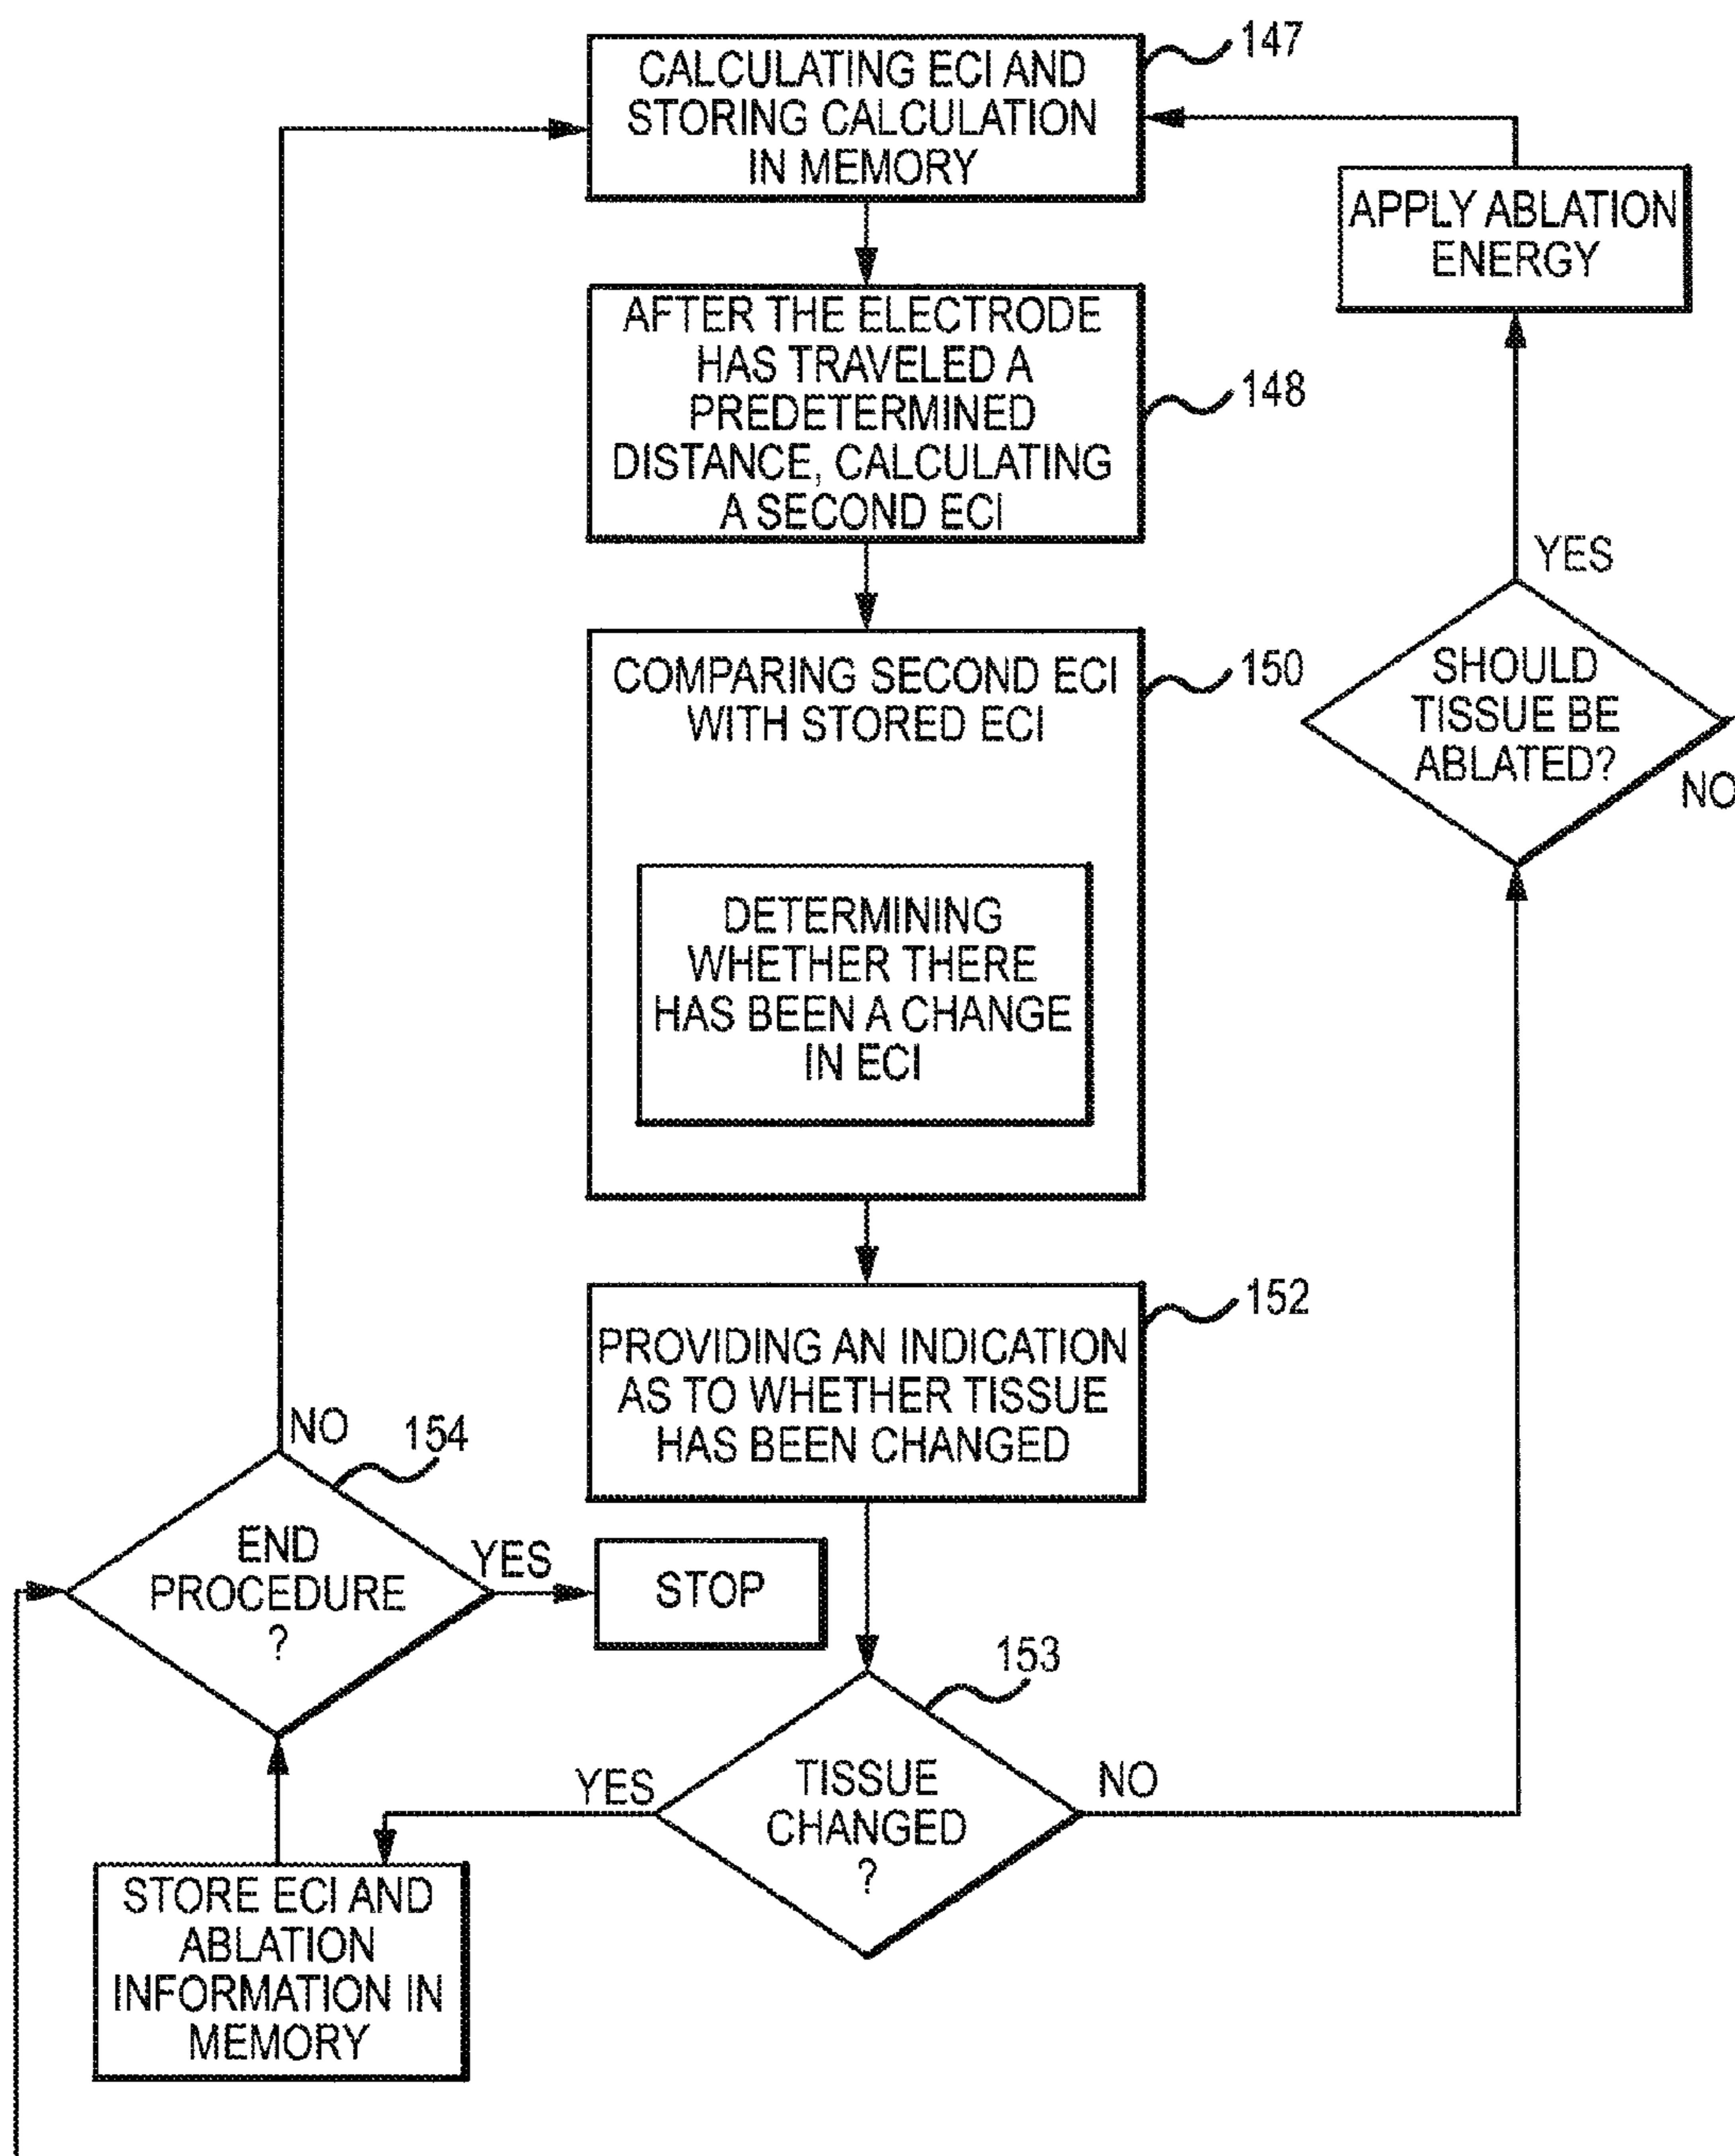 CALCULATING ECI AND
STORING CALCULATION
IN MEMORY
147
APPLY ABLATION
ENERGY
AFTER THE ELECTRODE
HAS TRAVELED A
PREDETERMINED
DISTANCE, CALCULATING
A SECOND ECI
148
YES
SHOULD
TISSUE BE
ABLATED?
NO
COMPARING SECOND ECI
WITH STORED ECI
150
DETERMINING
WHETHER THERE
HAS BEEN A CHANGE
IN ECI
PROVIDING AN INDICATION
AS TO WHETHER TISSUE
HAS BEEN CHANGED
152
NO
154
END
PROCEDURE
?
YES
STOP
153
TISSUE
CHANGED
?
YES
NO
STORE ECI AND
ABLATION
INFORMATION IN
MEMORY